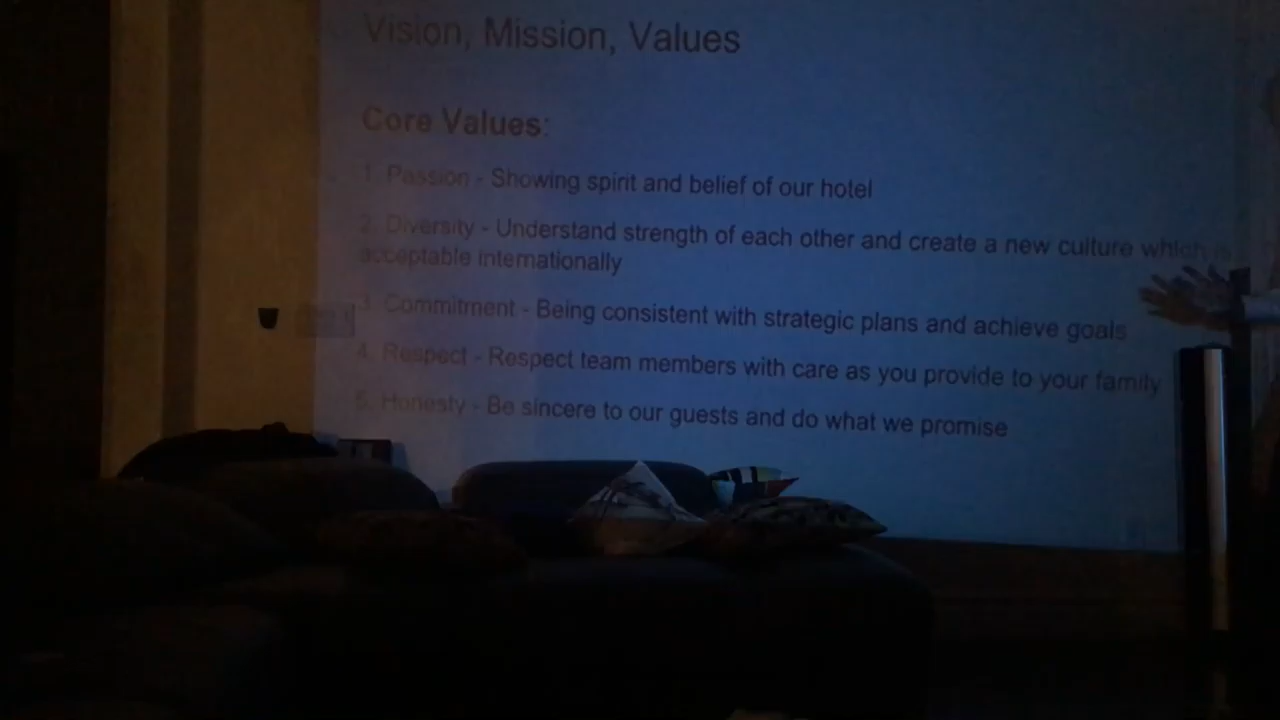 Vision, Mission, Values
Core Values:
1. Passion - Showing spirit and belief of our hotel
2. Diversity - Understand strength of each other and create a new culture which is
acceptable internationally
3. Commitment - Being consistent with strategic plans and achieve goals
4. Respect - Respect team members with care as you provide to your family
5. Honesty - Be sincere to our guests and do what we promise